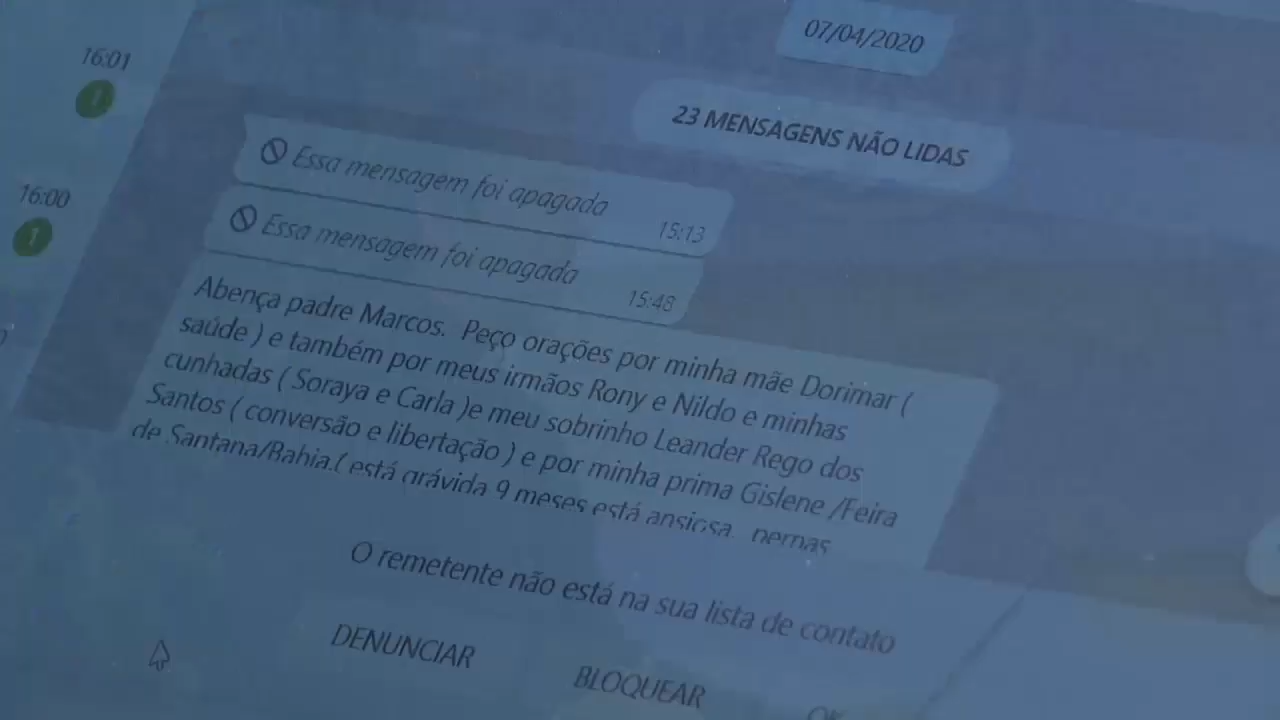 07/04/2020
16:01
1
23 MENSAGENS NÃO LIDAS
Essa mensagem foi apagada
15:13
16:00
1
Essa mensagem foi apagada
15:48
Abença padre Marcos. Peço orações por minha mãe Dorimar (
saúde ) e também por meus irmãos Rony e Nildo e minhas
cunhadas ( Soraya e Carla )e meu sobrinho Leander Rego dos
Santos ( conversão e libertação ) e por minha prima Gislene /Feira
de Santana/Bahia.( está grávida 9 meses está ansiosa, pernas
O remetente não está na sua lista de contato
DENUNCIAR
BLOQUEAR